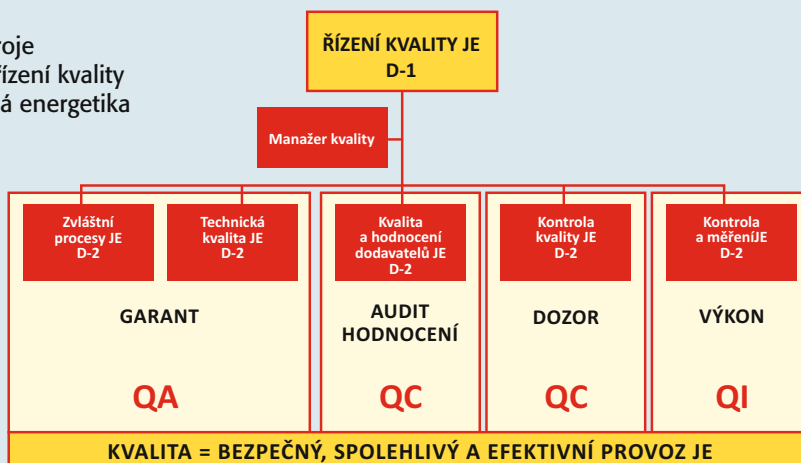 roje
řízení kvality
á energetika
ŘÍZENÍ KVALITY JE
D-1
Manažer kvality
Zvláštní
procesy JE
D-2
Technická
kvalita JE
D-2
Kvalita
a hodnocení
dodavatelů JE
D-2
Kontrola
kvality JE
D-2
Kontrola
a měřeníJE
D-2
GARANT
AUDIT
HODNOCENÍ
DOZOR
VÝKON
QA
QC
QC
QI
KVALITA = BEZPEČNÝ, SPOLEHLIVÝ A EFEKTIVNÍ PROVOZ JE